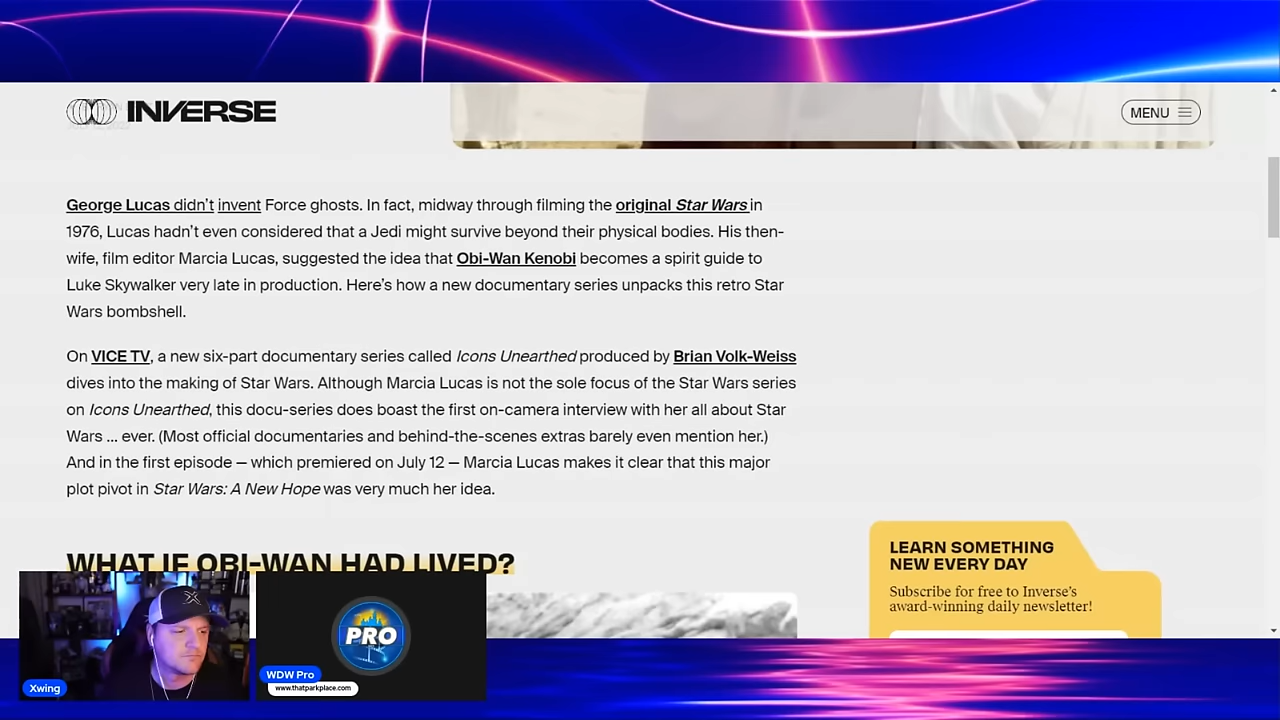 INVERSE
MENU
George Lucas didn't invent Force ghosts. In fact, midway through filming the original Star Wars in
1976, Lucas hadn't even considered that a Jedi might survive beyond their physical bodies. His then-
wife, film editor Marcia Lucas, suggested the idea that Obi-Wan Kenobi becomes a spirit guide to
Luke Skywalker very late in production. Here's how a new documentary series unpacks this retro Star
Wars bombshell.
On VICE TV, a new six-part documentary series called Icons Unearthed produced by Brian Volk-Weiss
dives into the making of Star Wars. Although Marcia Lucas is not the sole focus of the Star Wars series
on Icons Unearthed, this docu-series does boast the first on-camera interview with her all about Star
Wars ... ever. (Most official documentaries and behind-the-scenes extras barely even mention her.)
And in the first episode — which premiered on July 12 — Marcia Lucas makes it clear that this major
plot pivot in Star Wars: A New Hope was very much her idea.
WHAT IF OBI-WAN HAD LIVED?
LEARN SOMETHING
NEW EVERY DAY
Subscribe for free to Inverse's
award-winning daily newsletter!
PRO
WDW Pro
www.thatparkplace.com
Xwing